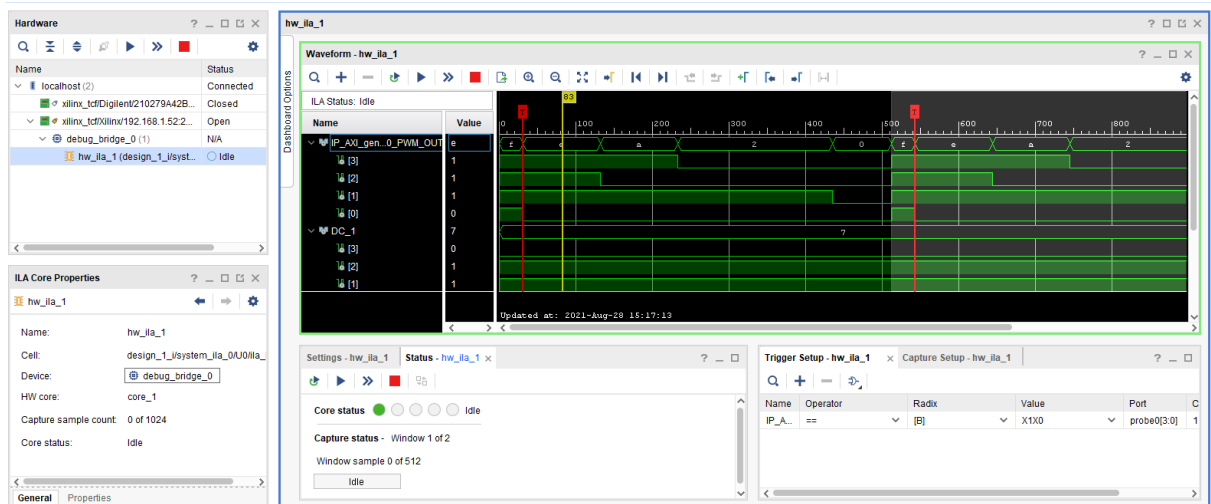 Hardware
Name Status
localhost (2) Connected
xilinx_tcf/Digilent/210279A42B... Closed
xilinx_tcf/Xilinx/192.168.1.52:2... Open
debug_bridge_0 (1) N/A
hw_ila_1 (design_1_i/syst... Idle
ILA Core Properties
hw_ila_1
Name: hw_ila_1
Cell: design_1_i/system_ila_0/U0/ila_
Device: debug_bridge_0
HW core: core_1
Capture sample count: 0 of 1024
Core status: Idle
General Properties
hw_ila_1
Dashboard Options
Waveform - hw_ila_1
ILA Status: Idle
83
T T
Name Value
0 100 200 300 400 500 600 700 800
IP_AXI_gen...0_PWM_OUT e f e a 2 0 f e a 2
[3] 1
[2] 1
[1] 1
[0] 0
DC_1 7 7
[3] 0
[2] 1
[1] 1
Updated at: 2021-Aug-28 15:17:13
Settings - hw_ila_1 Status - hw_ila_1
Core status Idle
Capture status - Window 1 of 2
Window sample 0 of 512
Idle
Trigger Setup - hw_ila_1 Capture Setup - hw_ila_1
Name Operator Radix Value Port C
IP_A... == [B] X1X0 probe0[3:0] 1